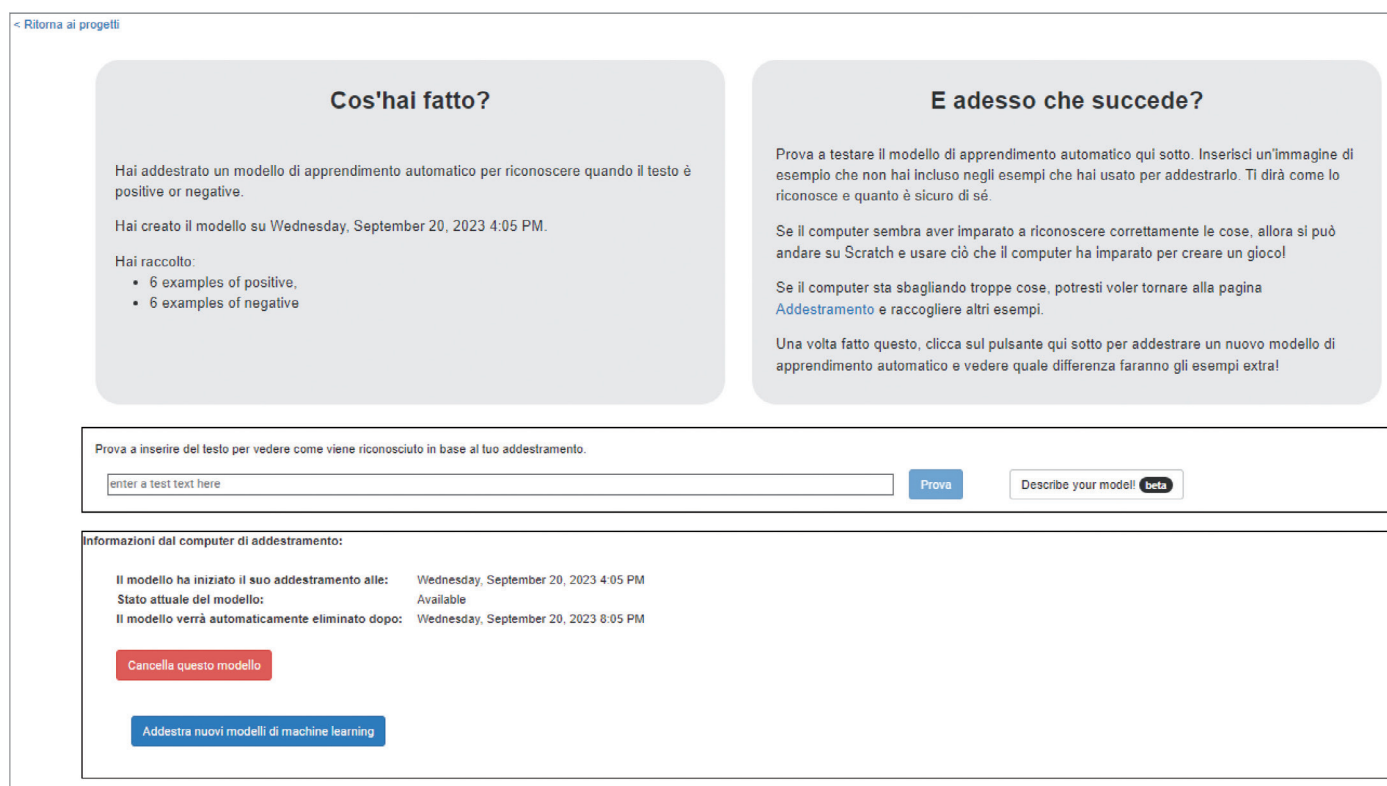 < Ritorna ai progetti
Cos'hai fatto?
Hai addestrato un modello di apprendimento automatico per riconoscere quando il testo è
positive or negative.
Hai creato il modello su Wednesday, September 20, 2023 4:05 PM.
Hai raccolto:
• 6 examples of positive,
• 6 examples of negative
E adesso che succede?
Prova a testare il modello di apprendimento automatico qui sotto. Inserisci un'immagine di
esempio che non hai incluso negli esempi che hai usato per addestrarlo. Ti dirà come lo
riconosce e quanto è sicuro di sé.
Se il computer sembra aver imparato a riconoscere correttamente le cose, allora si può
andare su Scratch e usare ciò che il computer ha imparato per creare un gioco!
Se il computer sta sbagliando troppe cose, potresti voler tornare alla pagina
Addestramento e raccogliere altri esempi.
Una volta fatto questo, clicca sul pulsante qui sotto per addestrare un nuovo modello di
apprendimento automatico e vedere quale differenza faranno gli esempi extra!
Prova a inserire del testo per vedere come viene riconosciuto in base al tuo addestramento.
enter a test text here
Prova
Describe your model! beta
Informazioni dal computer di addestramento:
Il modello ha iniziato il suo addestramento alle: Wednesday, September 20, 2023 4:05 PM
Stato attuale del modello: Available
Il modello verrà automaticamente eliminato dopo: Wednesday, September 20, 2023 8:05 PM
Cancella questo modello
Addestra nuovi modelli di machine learning